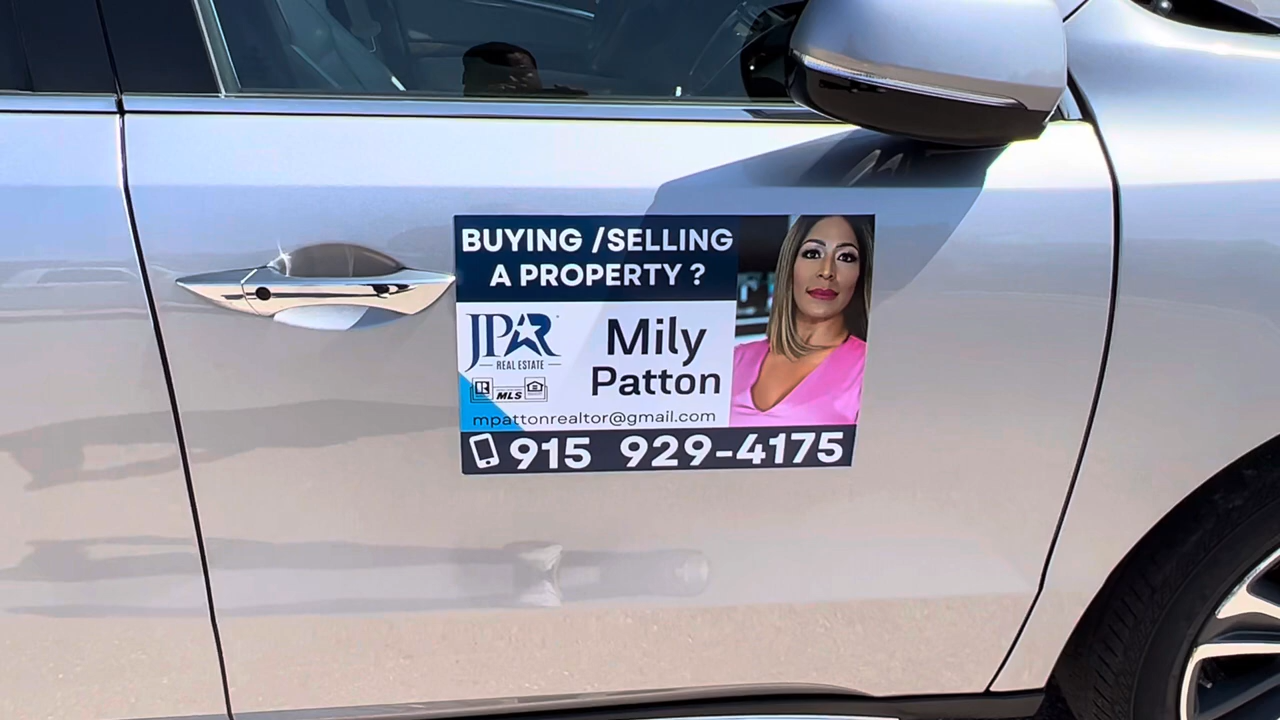 BUYING /SELLING
A PROPERTY ?
JPAR
REAL ESTATE
Mily
Patton
R
MLS
mpattonrealtor@gmail.com
915 929-4175